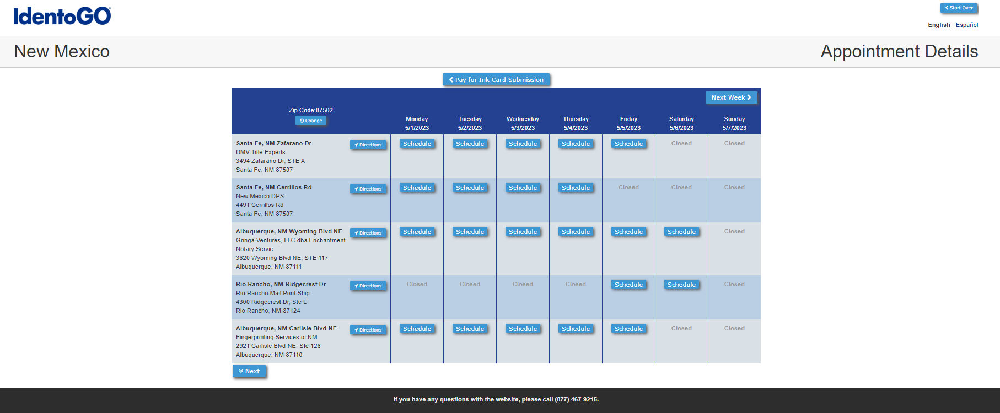 IdentoGO
Start Over
English · Español
New Mexico
Appointment Details
Pay for Ink Card Submission
Next Week
Zip Code:87502
Change
Monday Tuesday Wednesday Thursday Friday Saturday Sunday
5/1/2023 5/2/2023 5/3/2023 5/4/2023 5/5/2023 5/6/2023 5/7/2023
Santa Fe, NM-Zafarano Dr Directions Schedule Schedule Schedule Schedule Schedule Closed Closed
DMV Title Experts
3494 Zafarano Dr, STE A
Santa Fe, NM 87507
Santa Fe, NM-Cerrillos Rd Directions Schedule Schedule Schedule Schedule Closed Closed Closed
New Mexico DPS
4491 Cerrillos Rd
Santa Fe, NM 87507
Albuquerque, NM-Wyoming Blvd NE Directions Schedule Schedule Schedule Schedule Schedule Schedule Closed
Gringa Ventures, LLC dba Enchantment
Notary Servic
3620 Wyoming Blvd NE, STE 117
Albuquerque, NM 87111
Rio Rancho, NM-Ridgecrest Dr Directions Closed Closed Closed Closed Schedule Schedule Closed
Rio Rancho Mail Print Ship
4300 Ridgecrest Dr, Ste L
Rio Rancho, NM 87124
Albuquerque, NM-Carlisle Blvd NE Directions Schedule Schedule Schedule Schedule Schedule Closed Closed
Fingerprinting Services of NM
2921 Carlisle Blvd NE, Ste 126
Albuquerque, NM 87110
Next
If you have any questions with the website, please call (877) 467-9215.